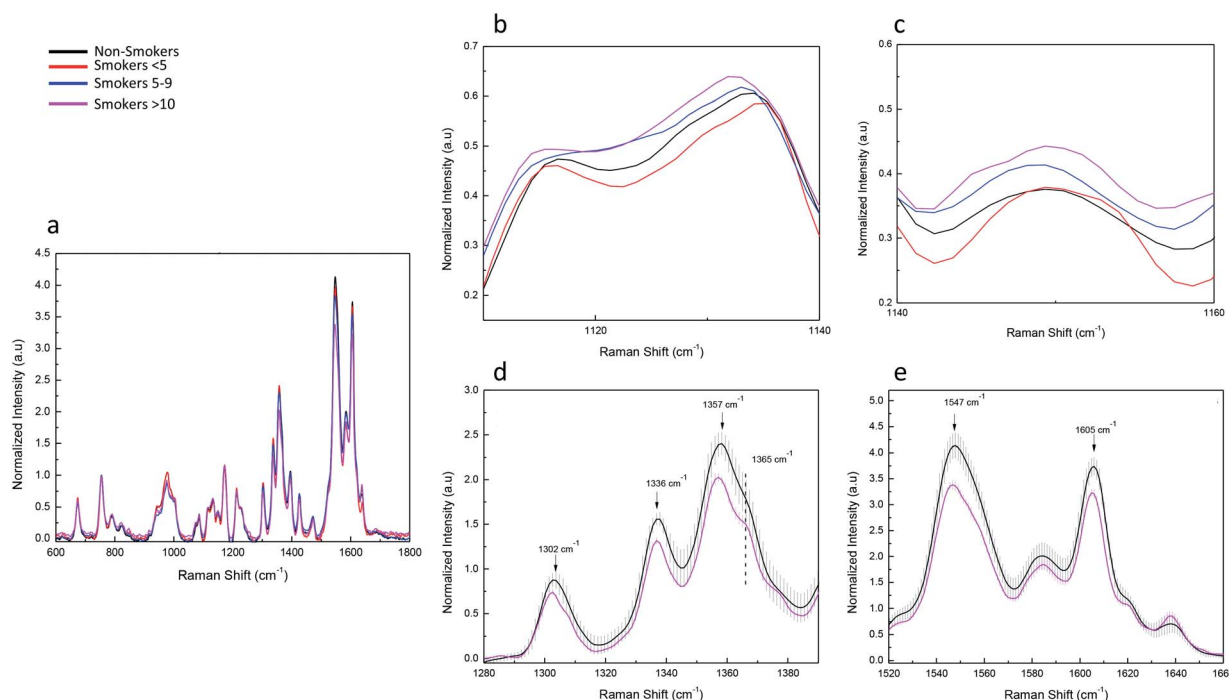 Non-Smokers
Smokers <5
Smokers 5-9
Smokers >10
a
Normalized Intensity (a.u)
4.5
4.0
3.5
3.0
2.5
2.0
1.5
1.0
0.5
0.0
600 800 1000 1200 1400 1600 1800
Raman Shift (cm-1)
b
Normalized Intensity (a.u)
0.7
0.6
0.5
0.4
0.3
0.2
1120 1140
Raman Shift (cm-1)
c
Normalized Intensity (a.u)
0.6
0.5
0.4
0.3
0.2
1140 1160
Raman Shift (cm-1)
d
Normalized Intensity (a.u)
3.0
2.5
2.0
1.5
1.0
0.5
0.0
1302 cm-1
1336 cm-1
1357 cm-1
1365 cm-1
1280 1300 1320 1340 1360 1380
Raman Shift (cm-1)
e
Normalized Intensity (a.u)
5.0
4.5
4.0
3.5
3.0
2.5
2.0
1.5
1.0
0.5
0.0
1547 cm-1
1605 cm-1
1520 1540 1560 1580 1600 1620 1640 166
Raman Shift (cm-1)